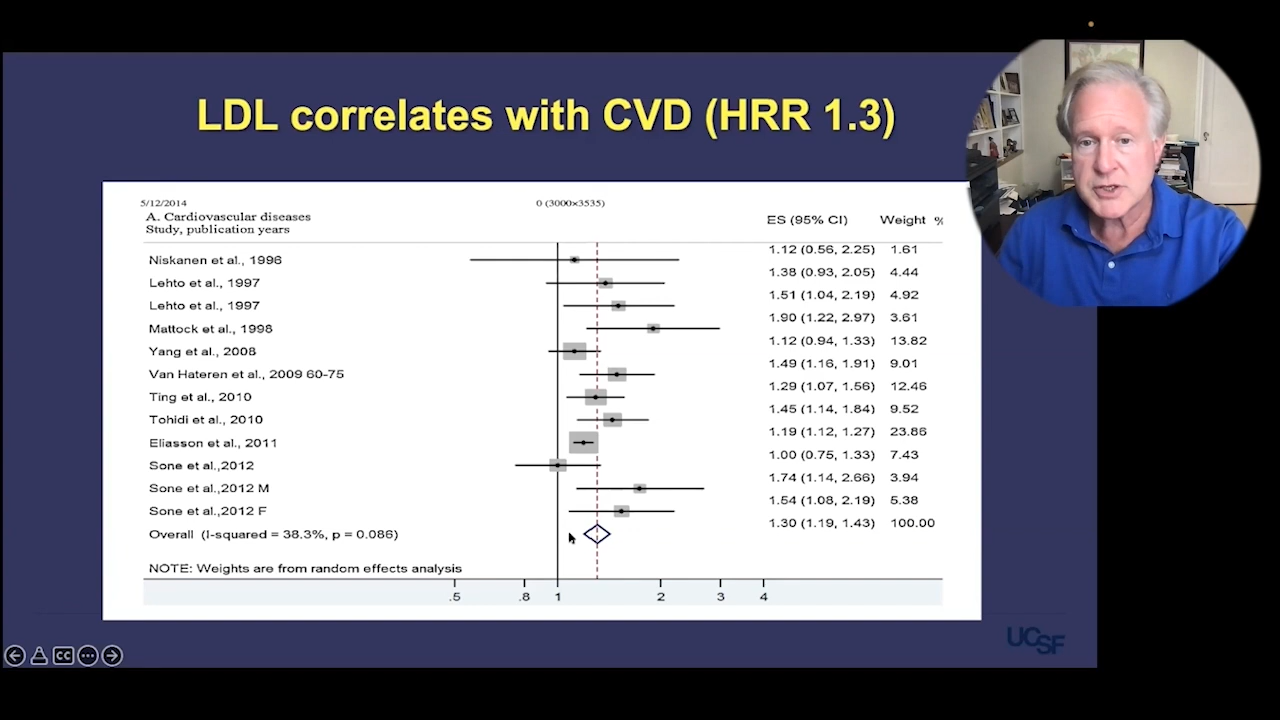 LDL correlates with CVD (HRR 1.3)
5/12/2014 0 (3000×3535)
A. Cardiovascular diseases
Study, publication years
ES (95% CI) Weight %
Niskanen et al., 1996 1.12 (0.56, 2.25) 1.61
Lehto et al., 1997 1.38 (0.93, 2.05) 4.44
Lehto et al., 1997 1.51 (1.04, 2.19) 4.92
Mattock et al., 1998 1.90 (1.22, 2.97) 3.61
Yang et al., 2008 1.12 (0.94, 1.33) 13.82
Van Hateren et al., 2009 60-75 1.49 (1.16, 1.91) 9.01
Ting et al., 2010 1.29 (1.07, 1.56) 12.46
Tohidi et al., 2010 1.45 (1.14, 1.84) 9.52
Eliasson et al., 2011 1.19 (1.12, 1.27) 23.86
Sone et al.,2012 1.00 (0.75, 1.33) 7.43
Sone et al.,2012 M 1.74 (1.14, 2.66) 3.94
Sone et al.,2012 F 1.54 (1.08, 2.19) 5.38
Overall (I-squared = 38.3%, p = 0.086) 1.30 (1.19, 1.43) 100.00
NOTE: Weights are from random effects analysis
.5 .8 1 2 3 4
UCSF
CC